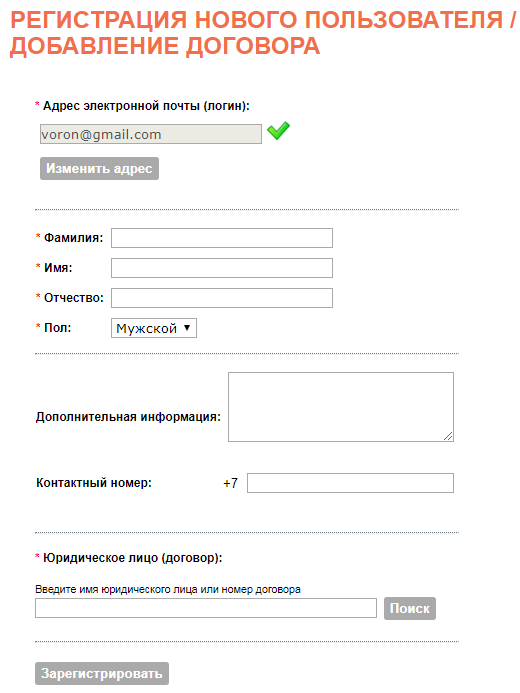 РЕГИСТРАЦИЯ НОВОГО ПОЛЬЗОВАТЕЛЯ /
ДОБАВЛЕНИЕ ДОГОВОРА
* Адрес электронной почты (логин):
voron@gmail.com
Изменить адрес
* Фамилия:
* Имя:
* Отчество:
* Пол: Мужской
Дополнительная информация:
Контактный номер: +7
* Юридическое лицо (договор):
Введите имя юридического лица или номер договора
Поиск
Зарегистрировать